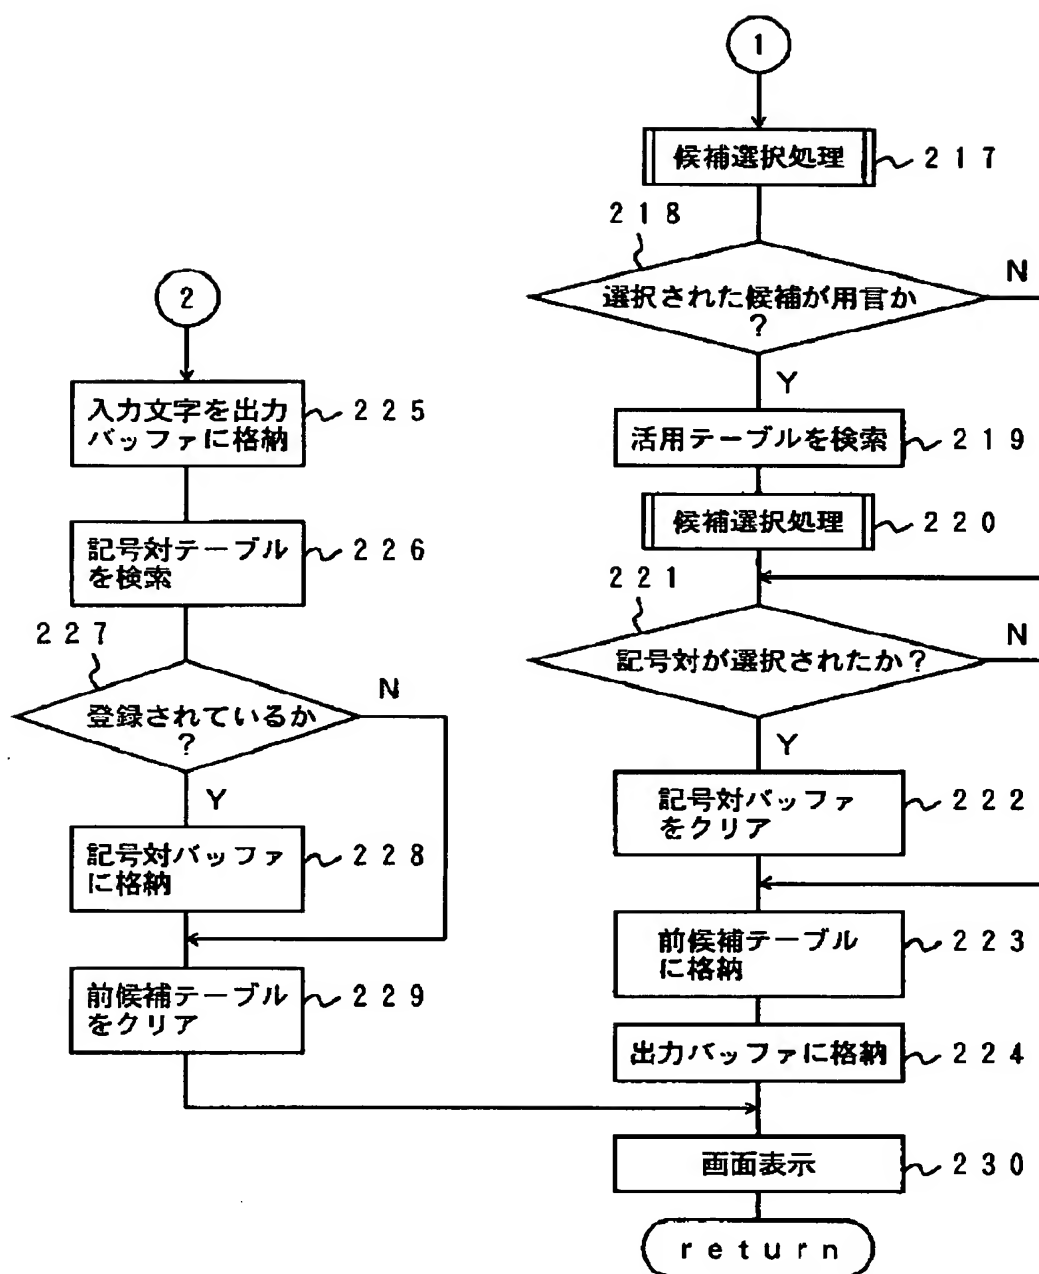 1
候補選択処理 217
218
選択された候補が用言か
?
N
Y
活用テーブルを検索 219
候補選択処理 220
221
記号対が選択されたか?
N
Y
記号対バッファ
をクリア
222
前候補テーブル
に格納
223
出力バッファに格納 224
2
入力文字を出力
バッファに格納
225
記号対テーブル
を検索
226
227
登録されているか
?
N
Y
記号対バッファ
に格納
228
前候補テーブル
をクリア
229
画面表示 230
return